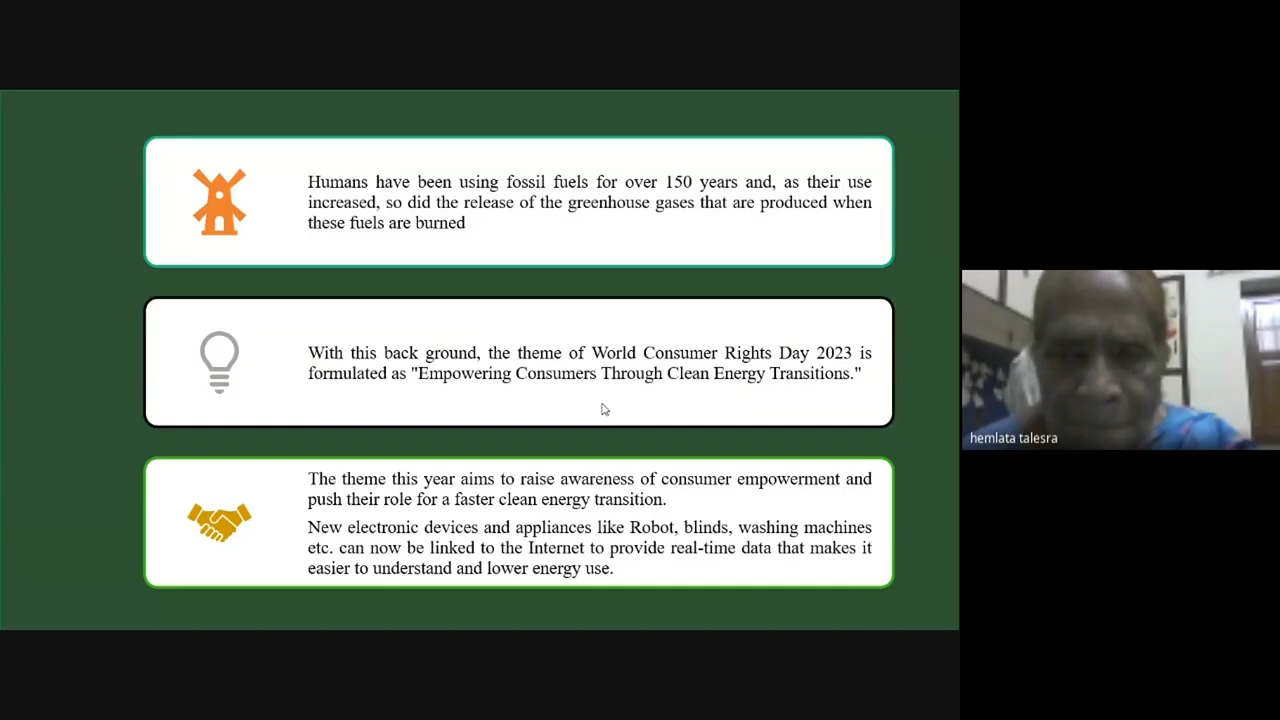 Humans have been using fossil fuels for over 150 years and, as their use
increased, so did the release of the greenhouse gases that are produced when
these fuels are burned
With this back ground, the theme of World Consumer Rights Day 2023 is
formulated as "Empowering Consumers Through Clean Energy Transitions."
The theme this year aims to raise awareness of consumer empowerment and
push their role for a faster clean energy transition.
New electronic devices and appliances like Robot, blinds, washing machines
etc. can now be linked to the Internet to provide real-time data that makes it
easier to understand and lower energy use.
hemlata talesra